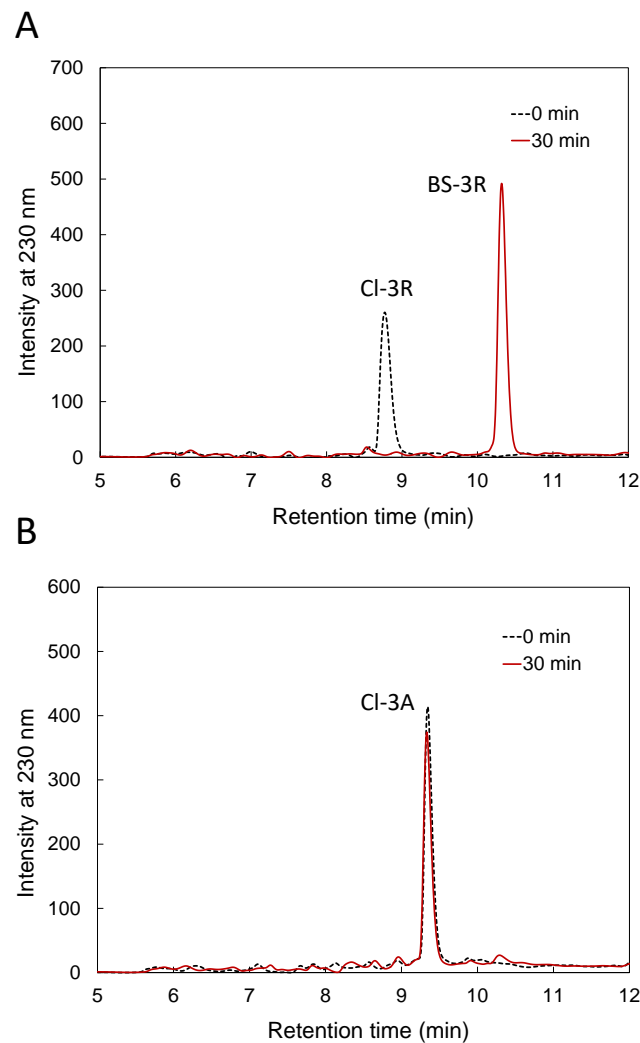 A
700
600
500
400
300
200
100
0
Intensity at 230 nm
0 min
30 min
BS-3R
Cl-3R
5 6 7 8 9 10 11 12
Retention time (min)
B
600
500
400
300
200
100
0
Intensity at 230 nm
0 min
30 min
Cl-3A
5 6 7 8 9 10 11 12
Retention time (min)